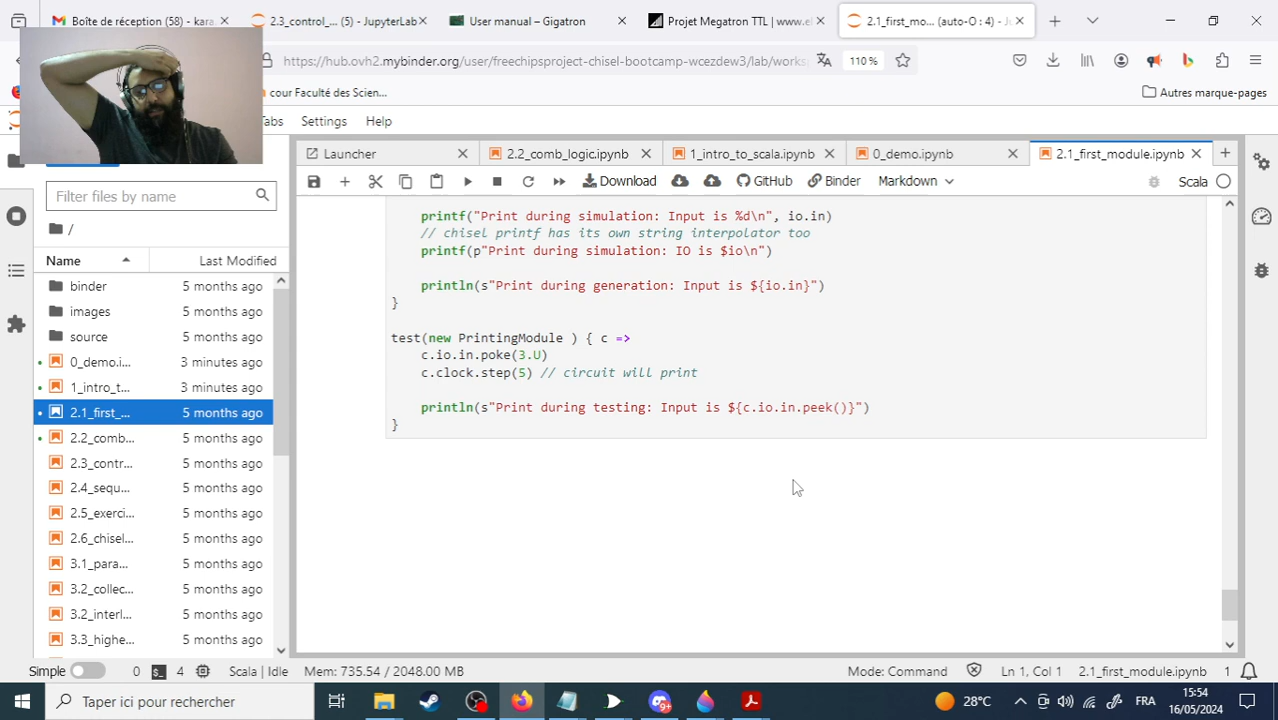 Boîte de réception (58) - kara
2.3_control_... (5) - JupyterLab
User manual – Gigatron
Projet Megatron TTL | www.el
2.1_first_mo... (auto-O : 4) - Ju
https://hub.ovh2.mybinder.org/user/freechipsproject-chisel-bootcamp-wcezdew3/lab/works
110 %
cour Faculté des Scien...
Autres marque-pages
Tabs Settings Help
Launcher
2.2_comb_logic.ipynb
1_intro_to_scala.ipynb
0_demo.ipynb
2.1_first_module.ipynb
Download GitHub Binder Markdown Scala
Filter files by name
/
Name Last Modified
binder 5 months ago
images 5 months ago
source 5 months ago
0_demo.i... 3 minutes ago
1_intro_t... 3 minutes ago
2.1_first_... 5 months ago
2.2_comb... 5 months ago
2.3_contr... 5 months ago
2.4_sequ... 5 months ago
2.5_exerci... 5 months ago
2.6_chisel... 5 months ago
3.1_para... 5 months ago
3.2_collec... 5 months ago
3.2_interl... 5 months ago
3.3_highe... 5 months ago
printf("Print during simulation: Input is %d\n", io.in)
// chisel printf has its own string interpolator too
printf(p"Print during simulation: IO is $io\n")
println(s"Print during generation: Input is ${io.in}")
}
test(new PrintingModule ) { c =>
c.io.in.poke(3.U)
c.clock.step(5) // circuit will print
println(s"Print during testing: Input is ${c.io.in.peek()}")
}
Simple 0 4 Scala | Idle Mem: 735.54 / 2048.00 MB Mode: Command Ln 1, Col 1 2.1_first_module.ipynb 1
Taper ici pour rechercher
28°C
FRA
15:54
16/05/2024